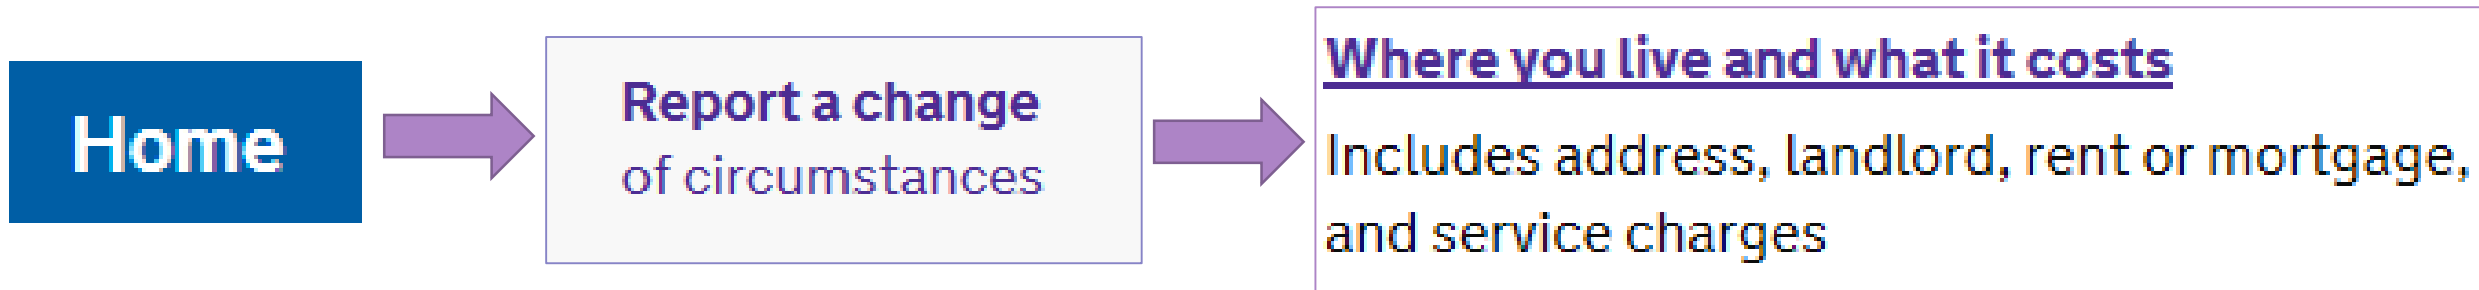 Home
Report a change
of circumstances
Where you live and what it costs
Includes address, landlord, rent or mortgage,
and service charges